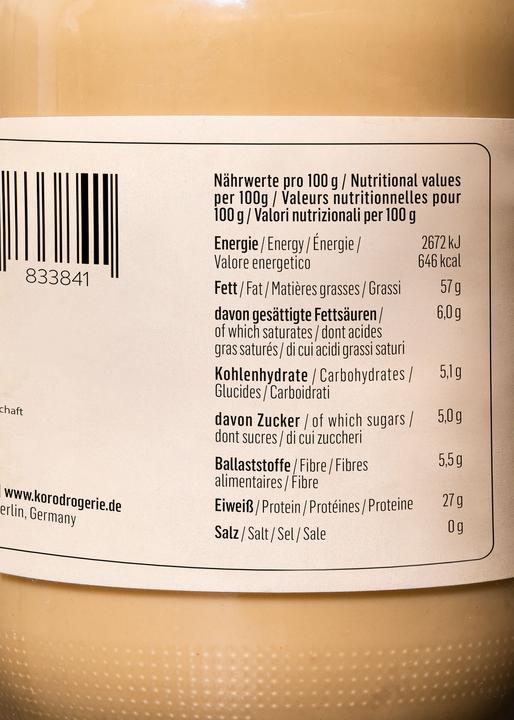 833841
chaft
www.korodrogerie.de
erlin, Germany
Nährwerte pro 100 g / Nutritional values
per 100g / Valeurs nutritionnelles pour
100 g / Valori nutrizionali per 100 g
Energie / Energy / Énergie / 2672 kJ
Valore energetico 646 kcal
Fett / Fat / Matières grasses / Grassi 57 g
davon gesättigte Fettsäuren / 6,0 g
of which saturates / dont acides
gras saturés / di cui acidi grassi saturi
Kohlenhydrate / Carbohydrates / 5,1 g
Glucides / Carboidrati
davon Zucker / of which sugars / 5,0 g
dont sucres / di cui zuccheri
Ballaststoffe / Fibre / Fibres 5,5 g
alimentaires / Fibre
Eiweiß / Protein / Protéines / Proteine 27 g
Salz / Salt / Sel / Sale 0 g